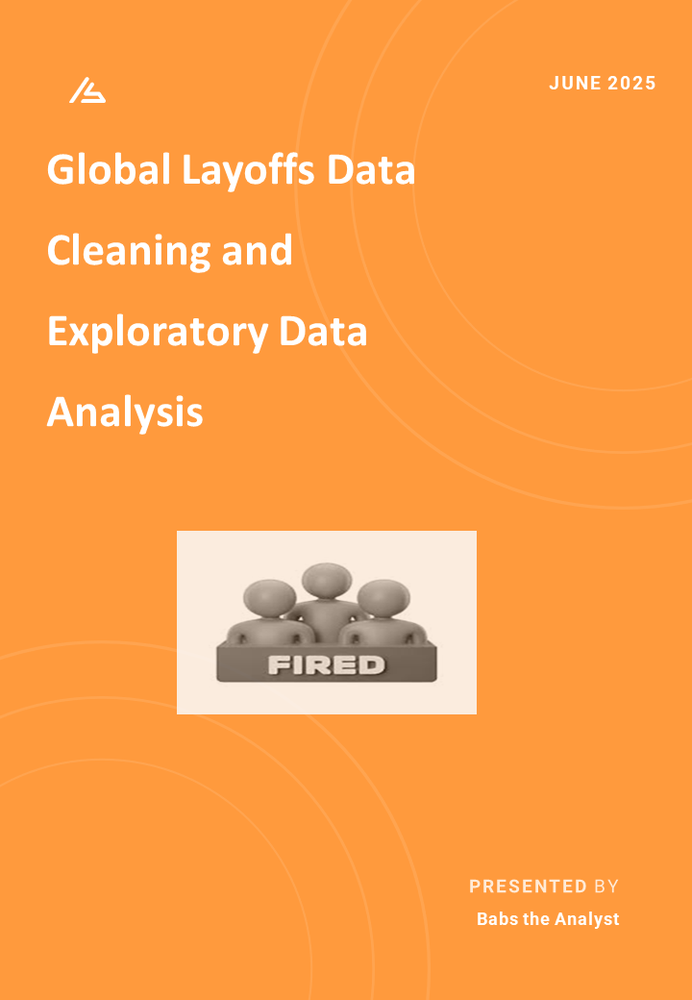 JUNE 2025
Global Layoffs Data
Cleaning and
Exploratory Data
Analysis
FIRED
PRESENTED BY
Babs the Analyst